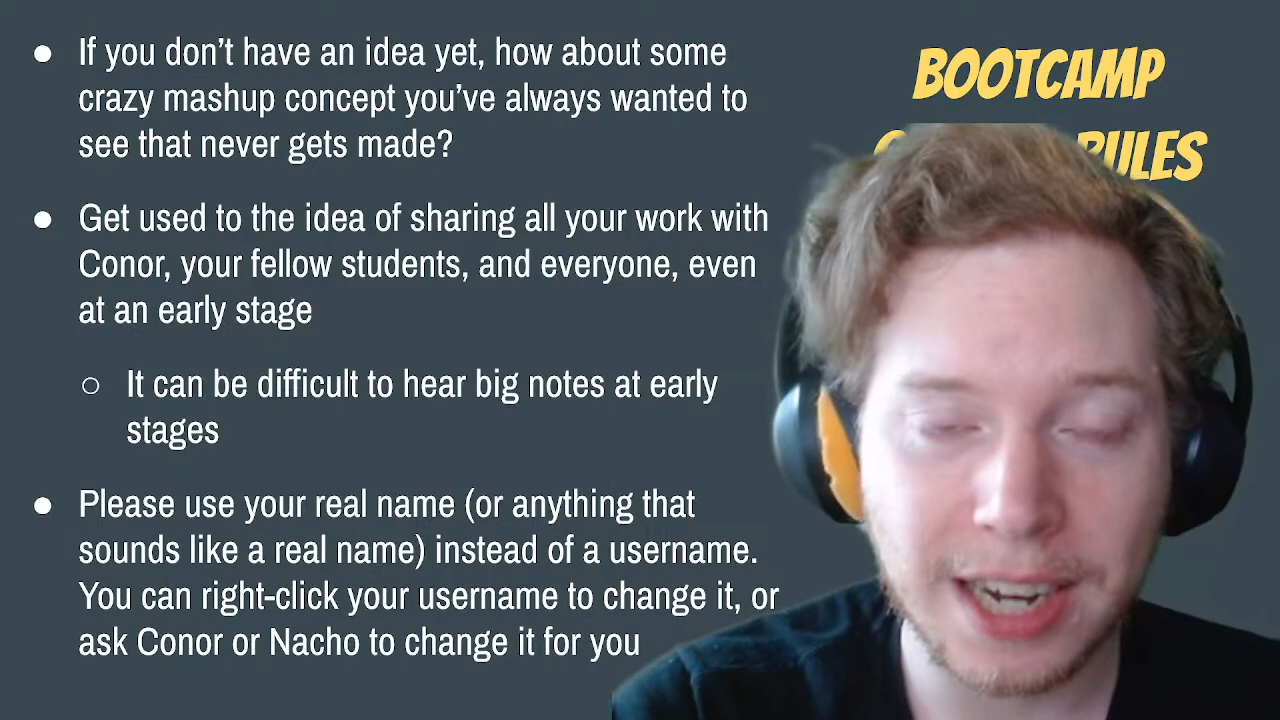 ● If you don’t have an idea yet, how about some
crazy mashup concept you’ve always wanted to
see that never gets made?
● Get used to the idea of sharing all your work with
Conor, your fellow students, and everyone, even
at an early stage
○ It can be difficult to hear big notes at early
stages
● Please use your real name (or anything that
sounds like a real name) instead of a username.
You can right-click your username to change it, or
ask Conor or Nacho to change it for you
BOOTCAMP
RULES